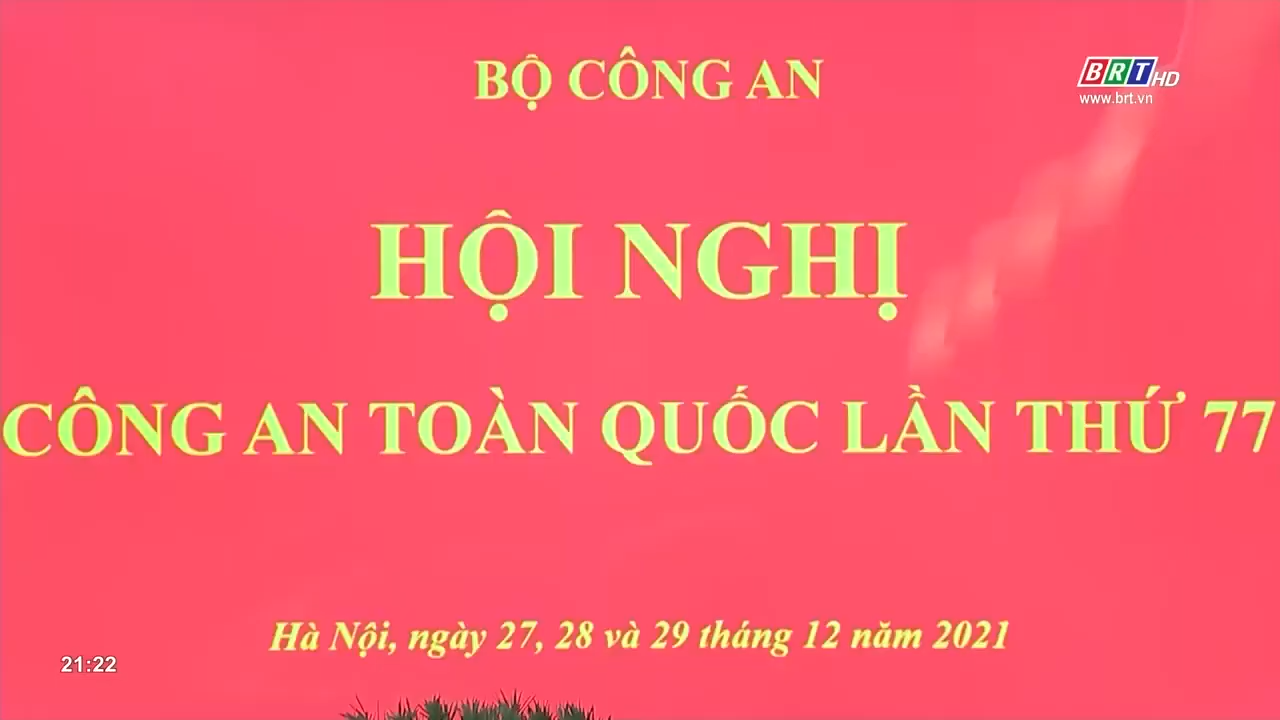 BỘ CÔNG AN
BRT HD
www.brt.vn
HỘI NGHỊ
CÔNG AN TOÀN QUỐC LẦN THỨ 77
Hà Nội, ngày 27, 28 và 29 tháng 12 năm 2021
21:22